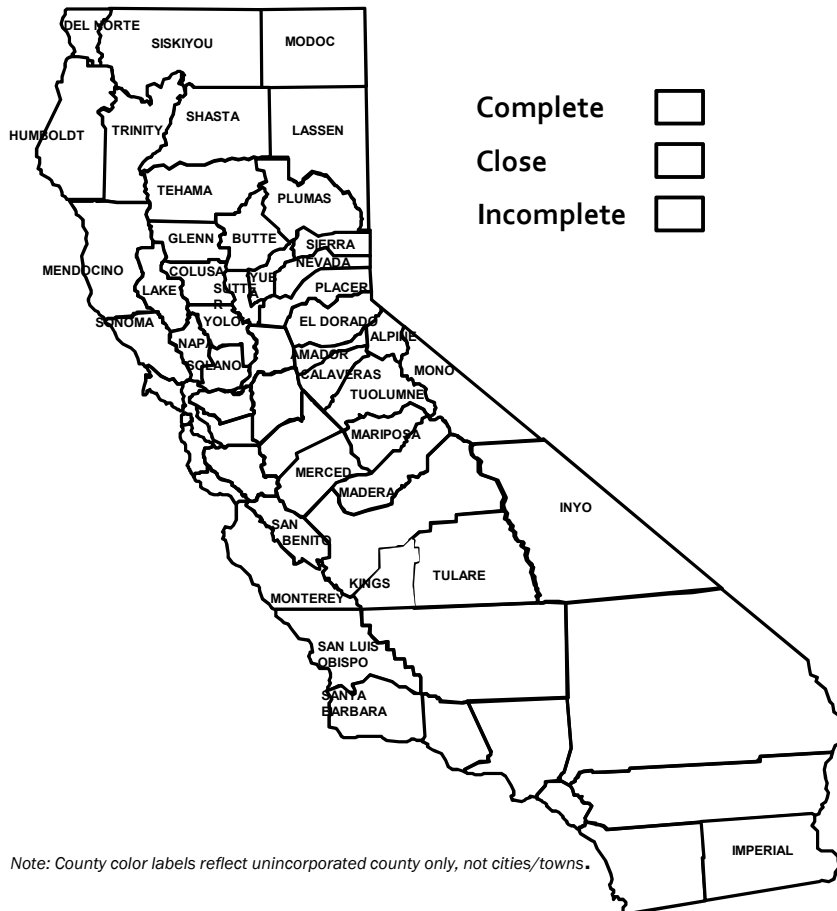 DEL NORTE
SISKIYOU
MODOC
Complete
SHASTA
HUMBOLDT
TRINITY
LASSEN
Close
TEHAMA
PLUMAS
Incomplete
GLENN
BUTTE
SIERRA
NEVADA
MENDOCINO
COLUSA
YUB
A
LAKE
SUTTE
R
PLACER
SONOMA
YOLO
EL DORADO
NAPA
ALPINE
SOLANO
AMADOR
CALAVERAS
MONO
TUOLUMNE
MARIPOSA
MERCED
MADERA
INYO
SAN
BENITO
KINGS
TULARE
MONTEREY
SAN LUIS
OBISPO
SANTA
BARBARA
IMPERIAL
Note: County color labels reflect unincorporated county only, not cities/towns.